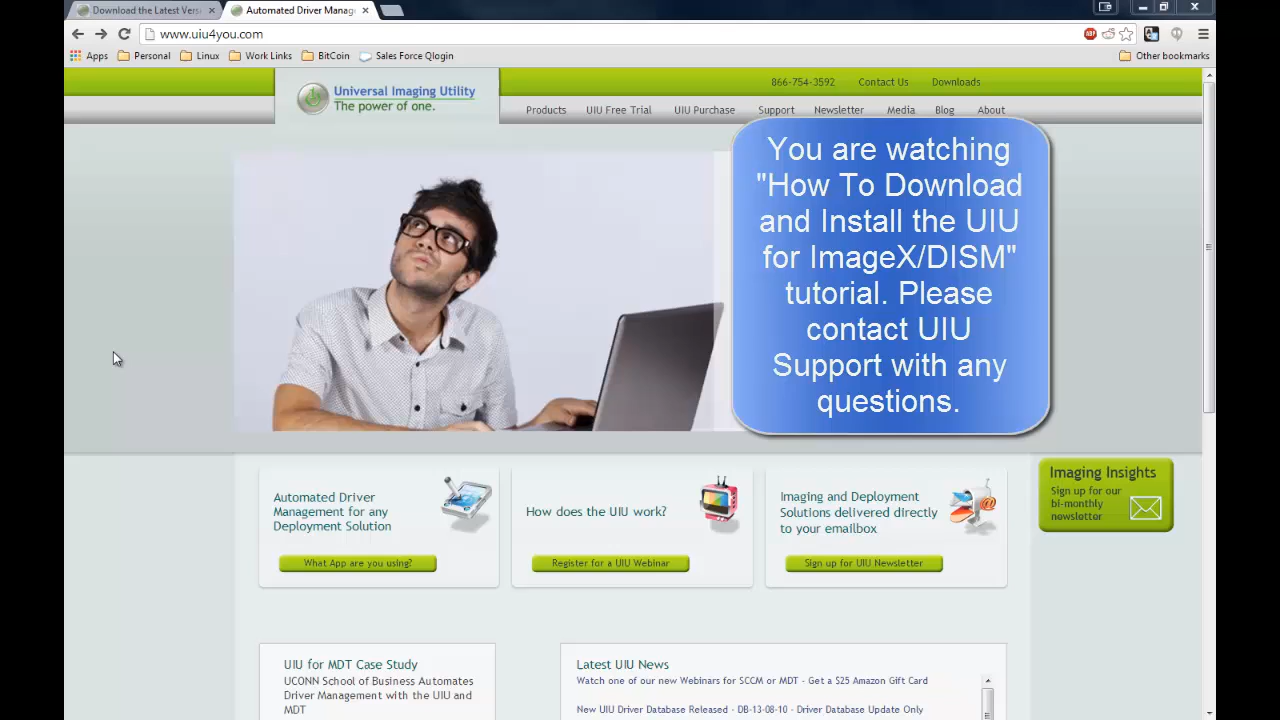 Download the Latest Vers
Automated Driver Manag
www.uiu4you.com
Apps Personal Linux Work Links BitCoin Sales Force Qlogin Other bookmarks
866-754-3592 Contact Us Downloads
Universal Imaging Utility
The power of one.
Products UIU Free Trial UIU Purchase Support Newsletter Media Blog About
You are watching
"How To Download
and Install the UIU
for ImageX/DISM"
tutorial. Please
contact UIU
Support with any
questions.
Imaging Insights
Sign up for our
bi-monthly
newsletter
Automated Driver
Management for any
Deployment Solution
What App are you using?
How does the UIU work?
Register for a UIU Webinar
Imaging and Deployment
Solutions delivered directly
to your emailbox
Sign up for UIU Newsletter
UIU for MDT Case Study
UCONN School of Business Automates
Driver Management with the UIU and
MDT
Latest UIU News
Watch one of our new Webinars for SCCM or MDT - Get a $25 Amazon Gift Card
New UIU Driver Database Released - DB-13-08-10 - Driver Database Update Only